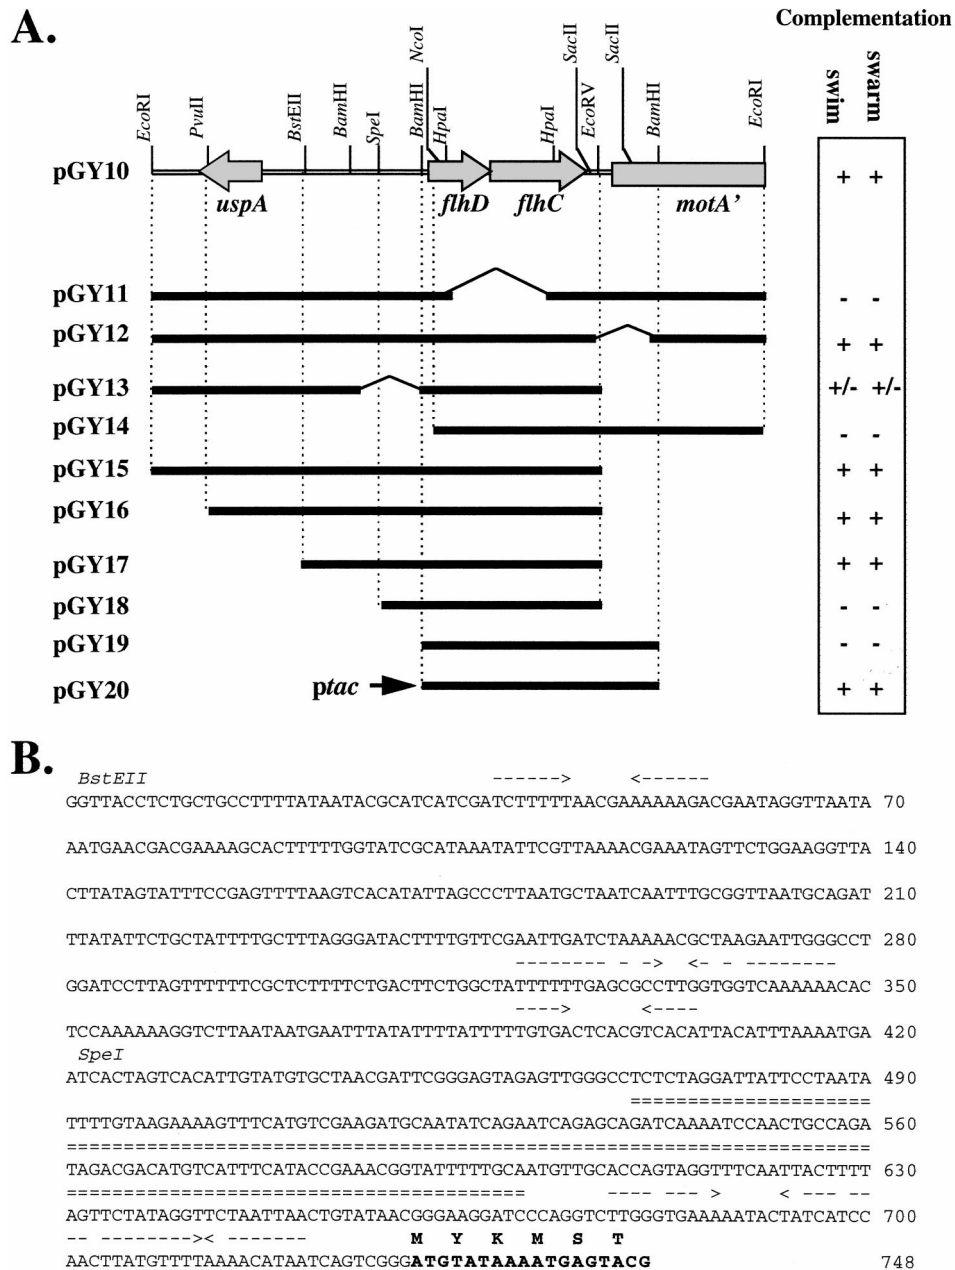 A.
Complementation
swim swarm
EcoRI PvuII BstEII BamHI SpeI BamHI NcoI HpaI HpaI SacII EcoRV SacII BamHI EcoRI
pGY10 + +
uspA flhD flhC motA’
pGY11 - -
pGY12 + +
pGY13 +/- +/-
pGY14 - -
pGY15 + +
pGY16 + +
pGY17 + +
pGY18 - -
pGY19 - -
ptac
pGY20 + +
B.
BstEII ------> <------
GGTTACCTCTGCTGCCTTTTATAATACGCATCATCGATCTTTTTAACGAAAAAAGACGAATAGGTTAATA 70
AATGAACGACGAAAAGCACTTTTTGGTATCGCATAAATATTCGTTAAAACGAAATAGTTCTGGAAGGTTA 140
CTTATAGTATTTCCGAGTTTTAAGTCACATATTAGCCCTTAATGCTAATCAATTTGCGGTTAATGCAGAT 210
TTATATTCTGCTATTTTGCTTTAGGGATACTTTTGTTCGAATTGATCTAAAAACGCTAAGAATTGGGCCT 280
-------- - --> <-- - --------
GGATCCTTAGTTTTTTCGCTCTTTTCTGACTTCTGGCTATTTTTTGAGCGCCTTGGTGGTCAAAAAACAC 350
----> <----
TCCAAAAAAGGTCTTAATAATGAATTTATATTTTATTTTTGTGACTCACGTCACATTACATTTAAAATGA 420
SpeI
ATCACTAGTCACATTGTATGTGCTAACGATTCGGGAGTAGAGTTGGGCCTCTCTAGGATTATTCCTAATA 490
=====================
TTTTGTAAGAAAAGTTTCATGTCGAAGATGCAATATCAGAATCAGAGCAGATCAAAATCCAACTGCCAGA 560
======================================================================
TAGACGACATGTCATTTCATACCGAAACGGTATTTTTTGCAATGTTGCACCAGTAGGTTTCAATTACTTTT 630
======================================== ---- --- > < --- --
AGTTCTATAGGTTCTAATTAACTGTATAACGGGAAGGATCCCAGGTCTTGGGTGAAAAATACTATCATCC 700
-- --------->< --------- M Y K M S T
AACTTATGTTTTAAAACATAATCAGTCGGGATGTATAAAATGAGTACG 748